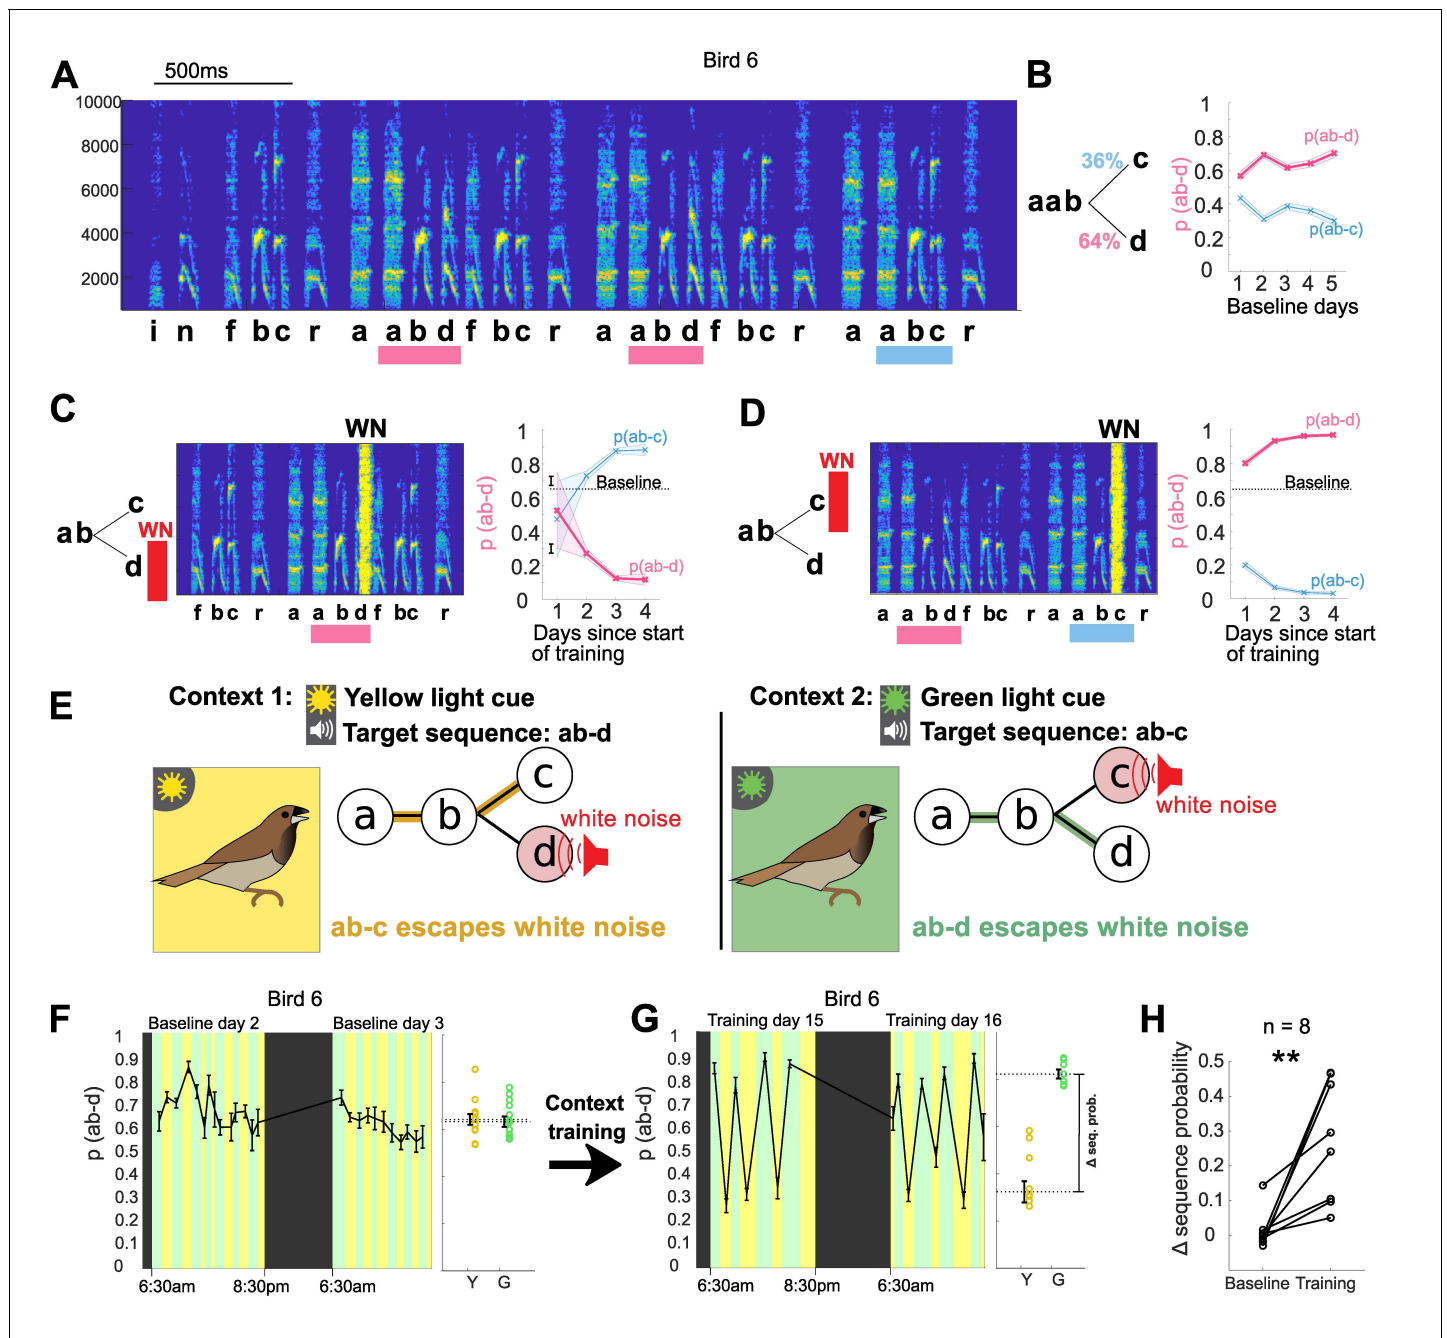 A
500ms
Bird 6
10000
8000
6000
4000
2000
i n f b c r a a b d f b c r a a b d f b c r a a b c r
B
36% c
aab
64% d
p (ab-d)
1
0.8
0.6
0.4
0.2
0
p(ab-d)
p(ab-c)
1 2 3 4 5
Baseline days
C
WN
c
ab
WN
d
f b c r a a b d f b c r
p (ab-d)
1
0.8
0.6
0.4
0.2
0
p(ab-c)
Baseline
p(ab-d)
1 2 3 4
Days since start
of training
D
WN
WN
c
ab
d
a a b d f b c r a a b c r
p (ab-d)
1
0.8
0.6
0.4
0.2
0
p(ab-d)
Baseline
p(ab-c)
1 2 3 4
Days since start
of training
E
Context 1: Yellow light cue
Target sequence: ab-d
a b c
d
white noise
ab-c escapes white noise
Context 2: Green light cue
Target sequence: ab-c
a b c
d
white noise
ab-d escapes white noise
F
Bird 6
Baseline day 2 Baseline day 3
p (ab-d)
1
0.9
0.8
0.7
0.6
0.5
0.4
0.3
0.2
0.1
0
6:30am 8:30pm 6:30am
Y G
Context
training
G
Bird 6
Training day 15 Training day 16
p (ab-d)
1
0.9
0.8
0.7
0.6
0.5
0.4
0.3
0.2
0.1
0
6:30am 8:30pm 6:30am
Δ seq. prob.
Y G
H
n = 8
**
Δ sequence probability
0.5
0.4
0.3
0.2
0.1
0
Baseline Training